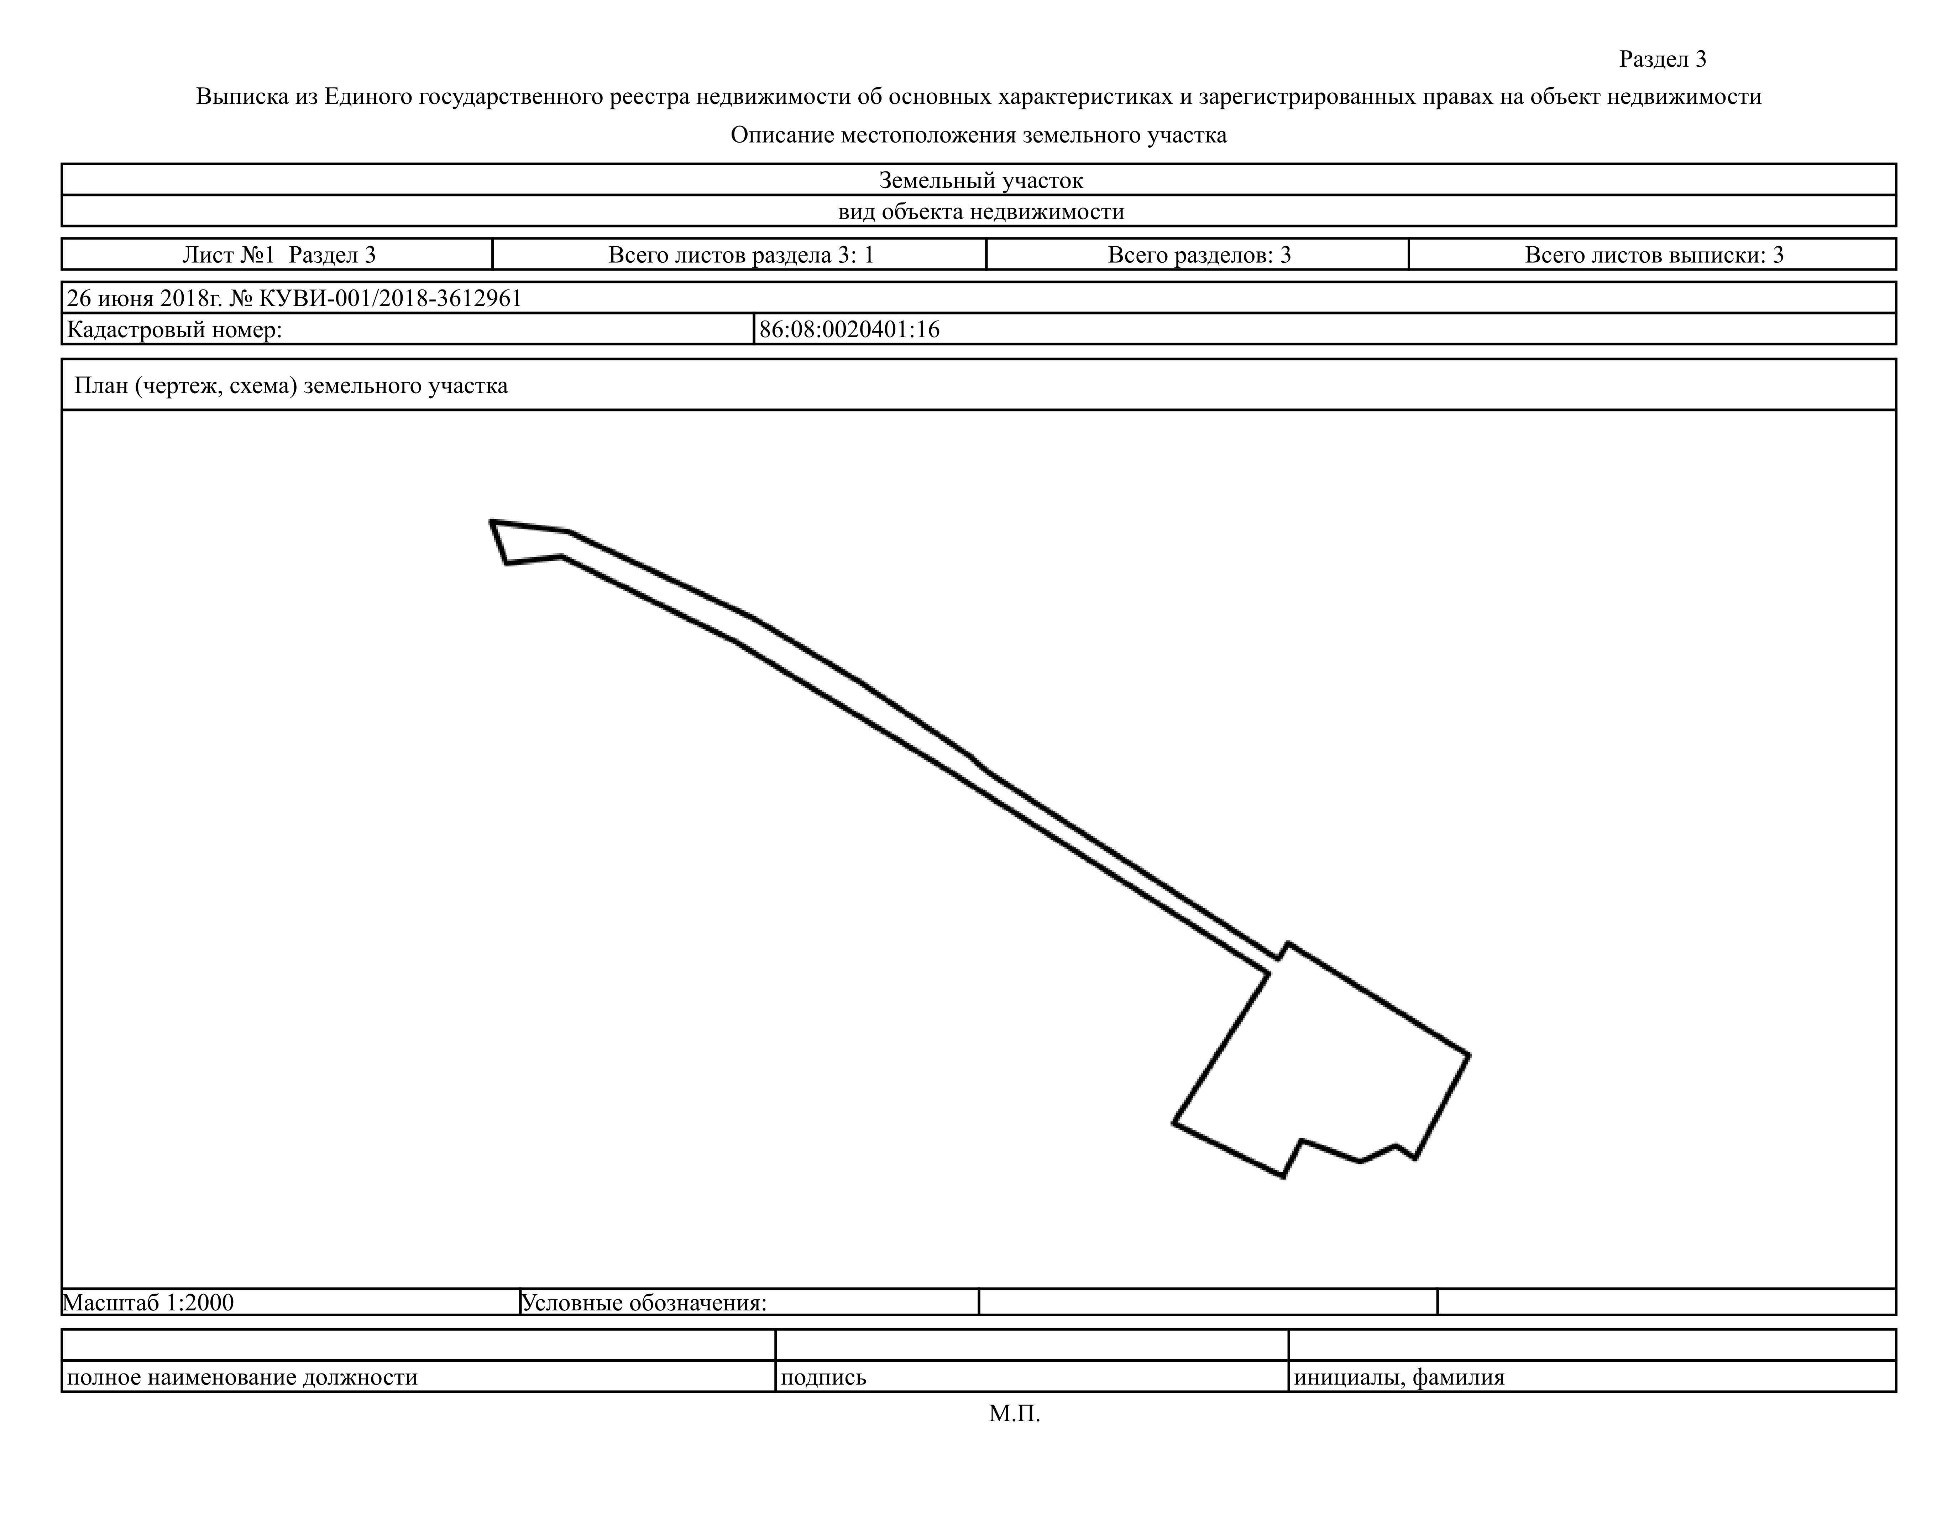 Раздел 3
Выписка из Единого государственного реестра недвижимости об основных характеристиках и зарегистрированных правах на объект недвижимости
Описание местоположения земельного участка
Земельный участок
вид объекта недвижимости
Лист №1 Раздел 3 Всего листов раздела 3: 1 Всего разделов: 3 Всего листов выписки: 3
26 июня 2018г. № КУВИ-001/2018-3612961
Кадастровый номер: 86:08:0020401:16
План (чертеж, схема) земельного участка
Масштаб 1:2000 Условные обозначения:
полное наименование должности подпись инициалы, фамилия
М.П.